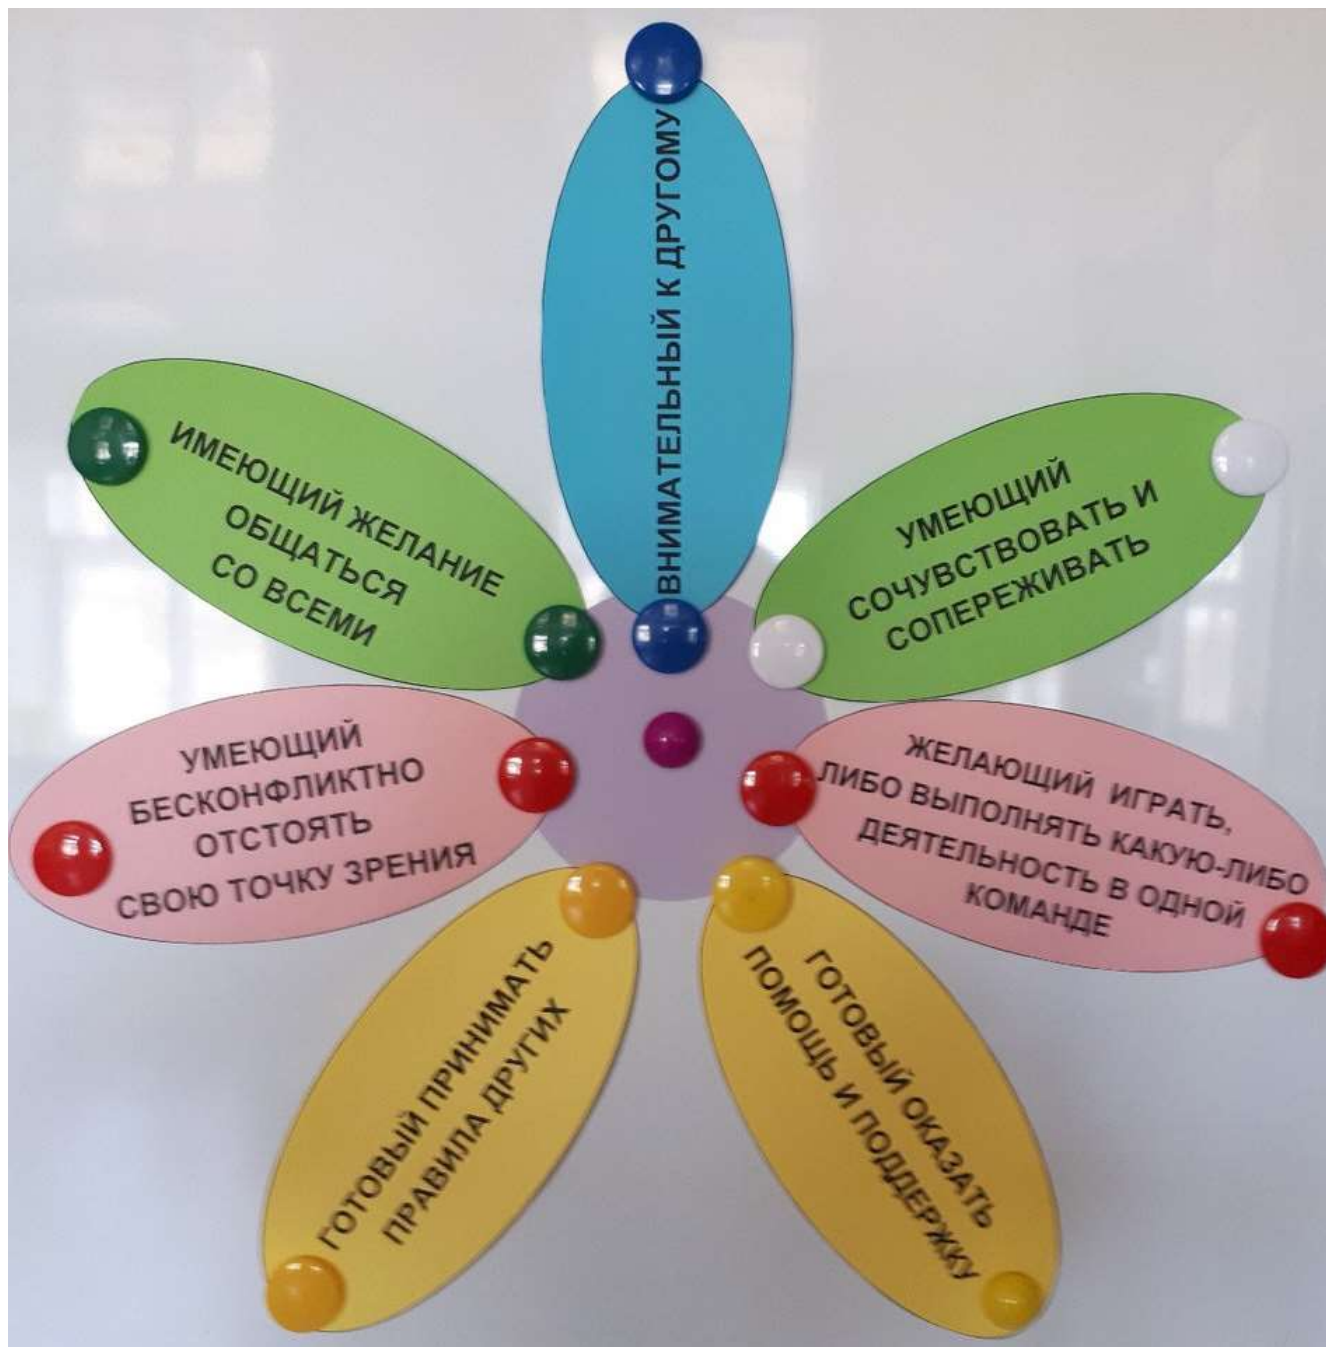 ВНИМАТЕЛЬНЫЙ К ДРУГОМУ
УМЕЮЩИЙ
СОЧУВСТВОВАТЬ И
СОПЕРЕЖИВАТЬ
ЖЕЛАЮЩИЙ ИГРАТЬ,
ЛИБО ВЫПОЛНЯТЬ КАКУЮ-ЛИБО
ДЕЯТЕЛЬНОСТЬ В ОДНОЙ
КОМАНДЕ
ГОТОВЫЙ ОКАЗАТЬ
ПОМОЩЬ И ПОДДЕРЖКУ
ГОТОВЫЙ ПРИНИМАТЬ
ПРАВИЛА ДРУГИХ
УМЕЮЩИЙ
БЕСКОНФЛИКТНО
ОТСТОЯТЬ
СВОЮ ТОЧКУ ЗРЕНИЯ
ИМЕЮЩИЙ ЖЕЛАНИЕ
ОБЩАТЬСЯ
СО ВСЕМИ